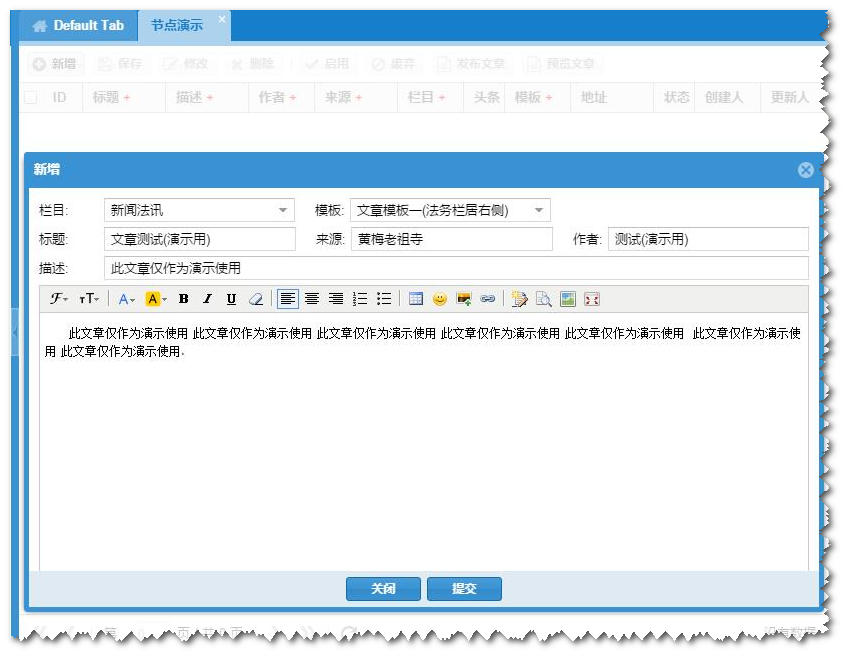 Default Tab 节点演示
新增 保存 修改 删除 启用 废弃 发布文章 预览文章
ID 标题 + 描述 + 作者 + 来源 + 栏目 + 头条 模板 + 地址 状态 创建人 更新人
新增
栏目: 新闻法讯 模板: 文章模板一(法务栏居右侧)
标题: 文章测试(演示用) 来源: 黄梅老祖寺 作者: 测试(演示用)
描述: 此文章仅作为演示使用
此文章仅作为演示使用 此文章仅作为演示使用 此文章仅作为演示使用 此文章仅作为演示使用 此文章仅作为演示使用 此文章仅作为演示使
用 此文章仅作为演示使用.
关闭 提交